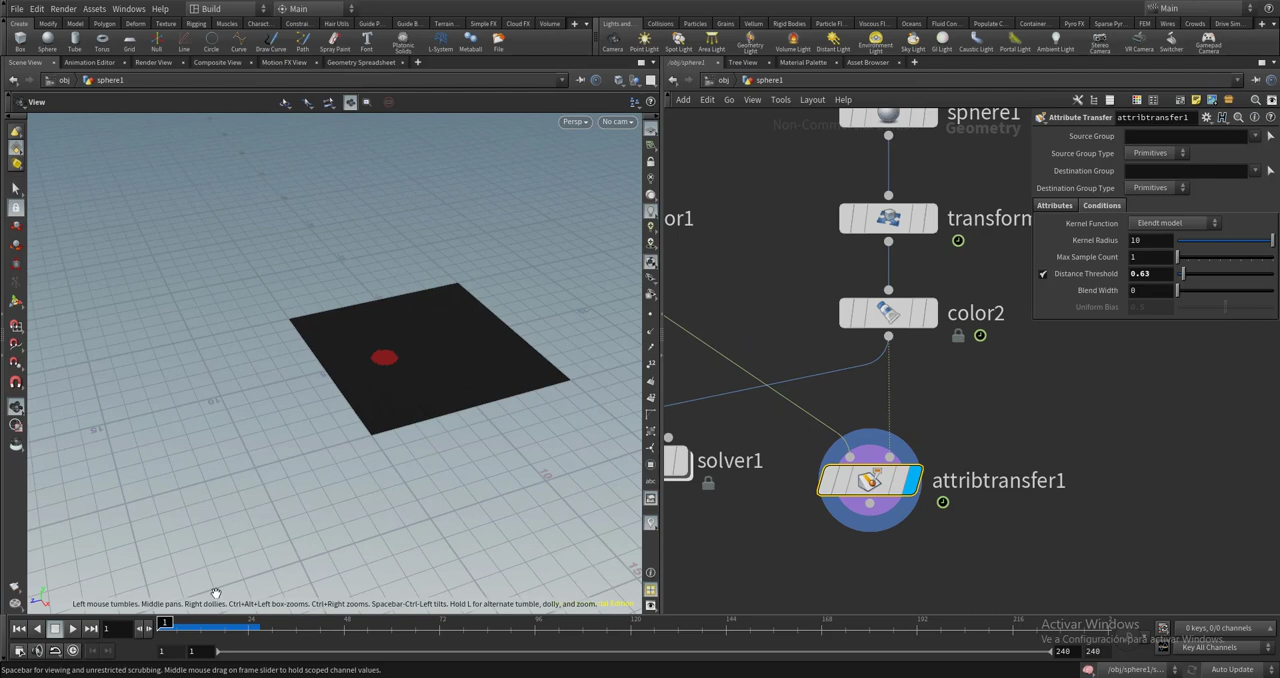 File Edit Render Assets Windows Help Build Main Main
Create Modify Model Polygon Deform Texture Rigging Muscles Charact... Constrai... Hair Utils Guide P... Guide B... Terrain... Simple FX Cloud FX Volume
Lights and... Collisions Particles Grains Vellum Rigid Bodies Particle Fl... Viscous Fl... Oceans Fluid Con... Populate C... Container... Pyro FX Sparse Pyr... FEM Wires Crowds Drive Sim...
Box Sphere Tube Torus Grid Null Line Circle Curve Draw Curve Path Spray Paint Font Platonic Solids L-System Metaball File
Camera Point Light Spot Light Area Light Geometry Light Volume Light Distant Light Environment Light Sky Light GI Light Caustic Light Portal Light Ambient Light Stereo Camera VR Camera Switcher Gamepad Camera
Scene View Animation Editor Render View Composite View Motion FX View Geometry Spreadsheet
/obj/sphere1 Tree View Material Palette Asset Browser
obj sphere1
obj sphere1
View
Persp No cam
Add Edit Go View Tools Layout Help
Non-Comm
sphere1
Geometry
or1
transform
color2
solver1
attribtransfer1
Attribute Transfer attribtransfer1
Source Group
Source Group Type Primitives
Destination Group
Destination Group Type Primitives
Attributes Conditions
Kernel Function Elendt model
Kernel Radius 10
Max Sample Count 1
Distance Threshold 0.63
Blend Width 0
Uniform Bias 0.5
15
10
10
15
Left mouse tumbles. Middle pans. Right dollies. Ctrl+Alt+Left box-zooms. Ctrl+Right zooms. Spacebar-Ctrl-Left tilts. Hold L for alternate tumble, dolly, and zoom.
1 1 24 48 72 96 120 144 168 192 216
Activar Windows
Ve a Configuración para activar Windows.
0 keys, 0/0 channels
Key All Channels
1 1 240 240
Spacebar for viewing and unrestricted scrubbing. Middle mouse drag on frame slider to hold scoped channel values.
/obj/sphere1/s... Auto Update